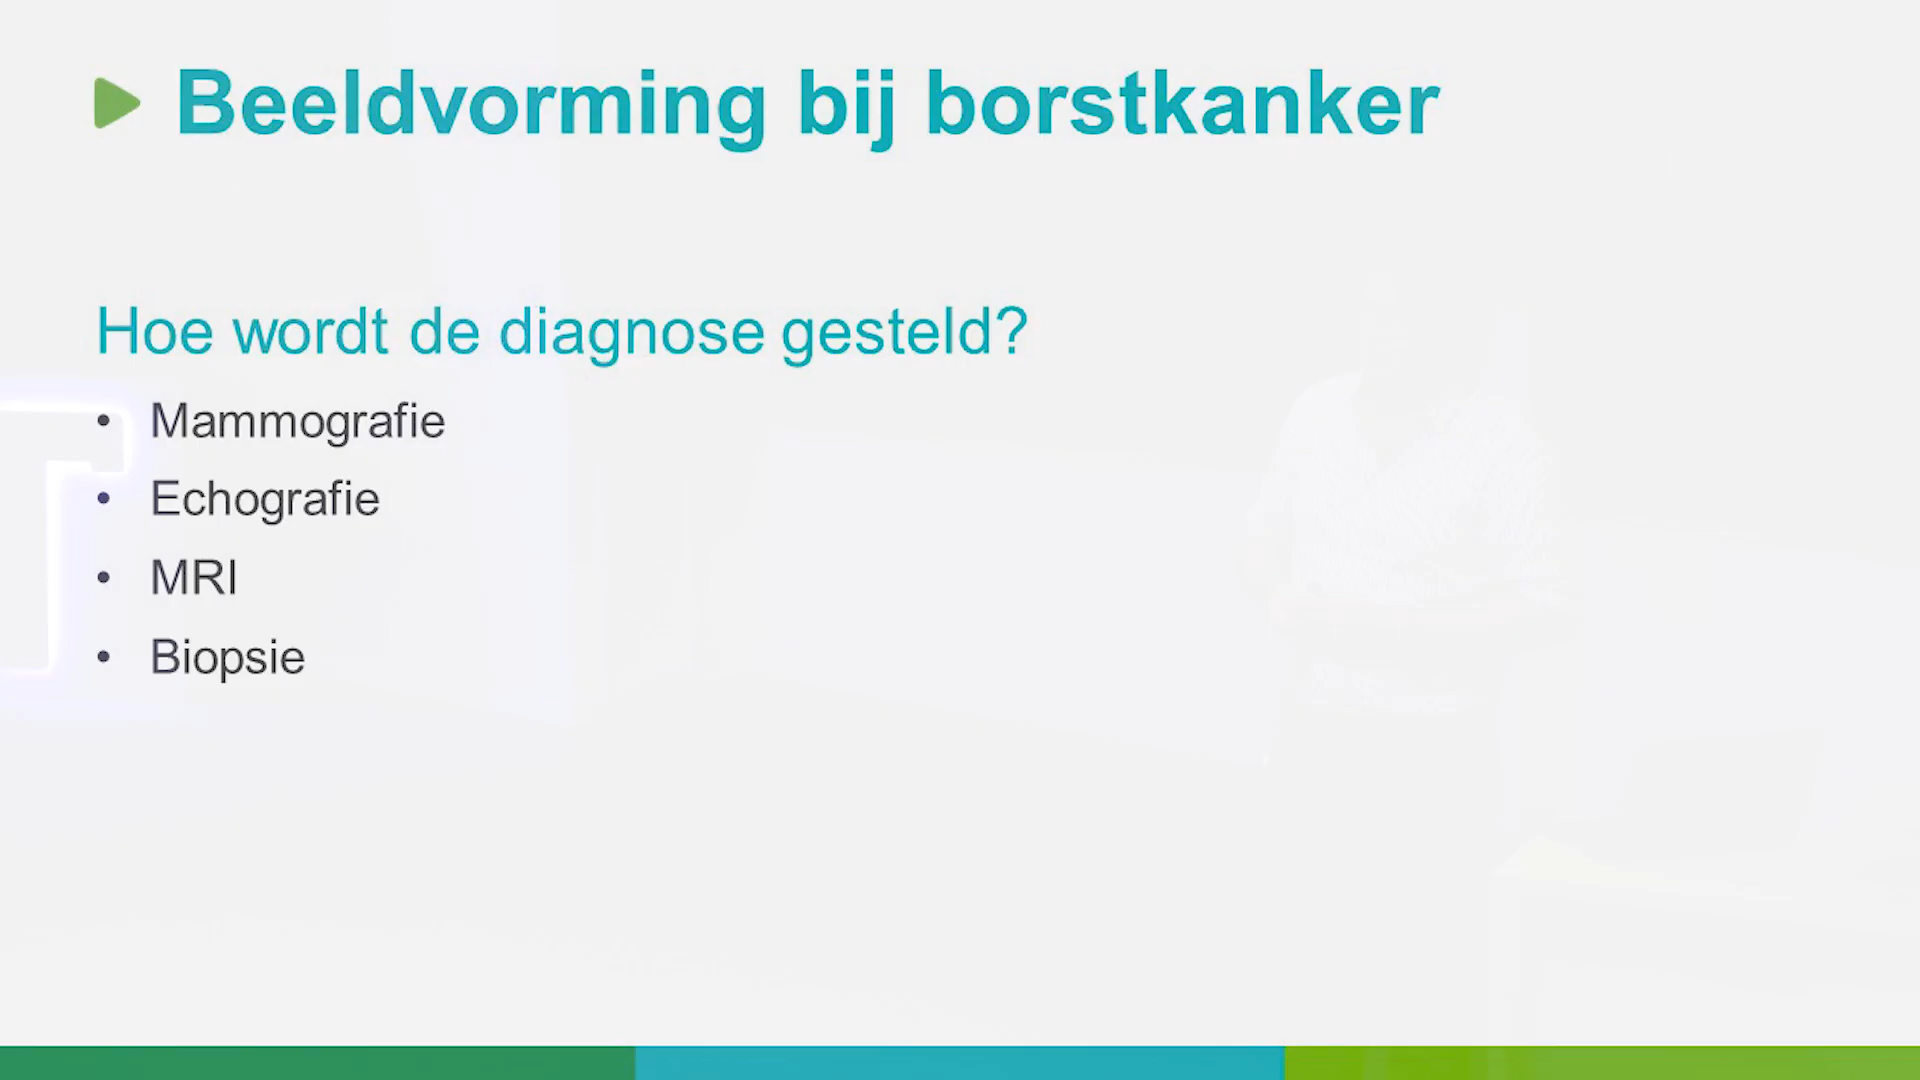 Beeldvorming bij borstkanker
Hoe wordt de diagnose gesteld?
• Mammografie
• Echografie
• MRI
• Biopsie